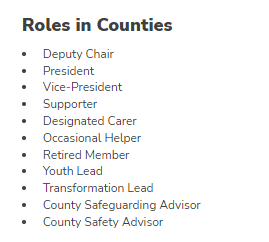 Roles in Counties
• Deputy Chair
• President
• Vice-President
• Supporter
• Designated Carer
• Occasional Helper
• Retired Member
• Youth Lead
• Transformation Lead
• County Safeguarding Advisor
• County Safety Advisor